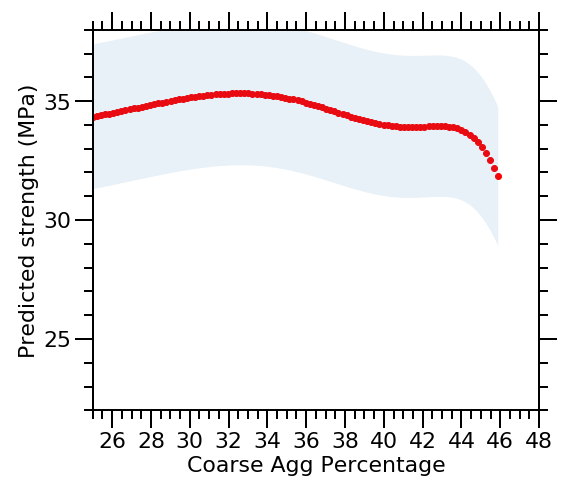 Predicted strength (MPa)
35
30
25
26 28 30 32 34 36 38 40 42 44 46 48
Coarse Agg Percentage